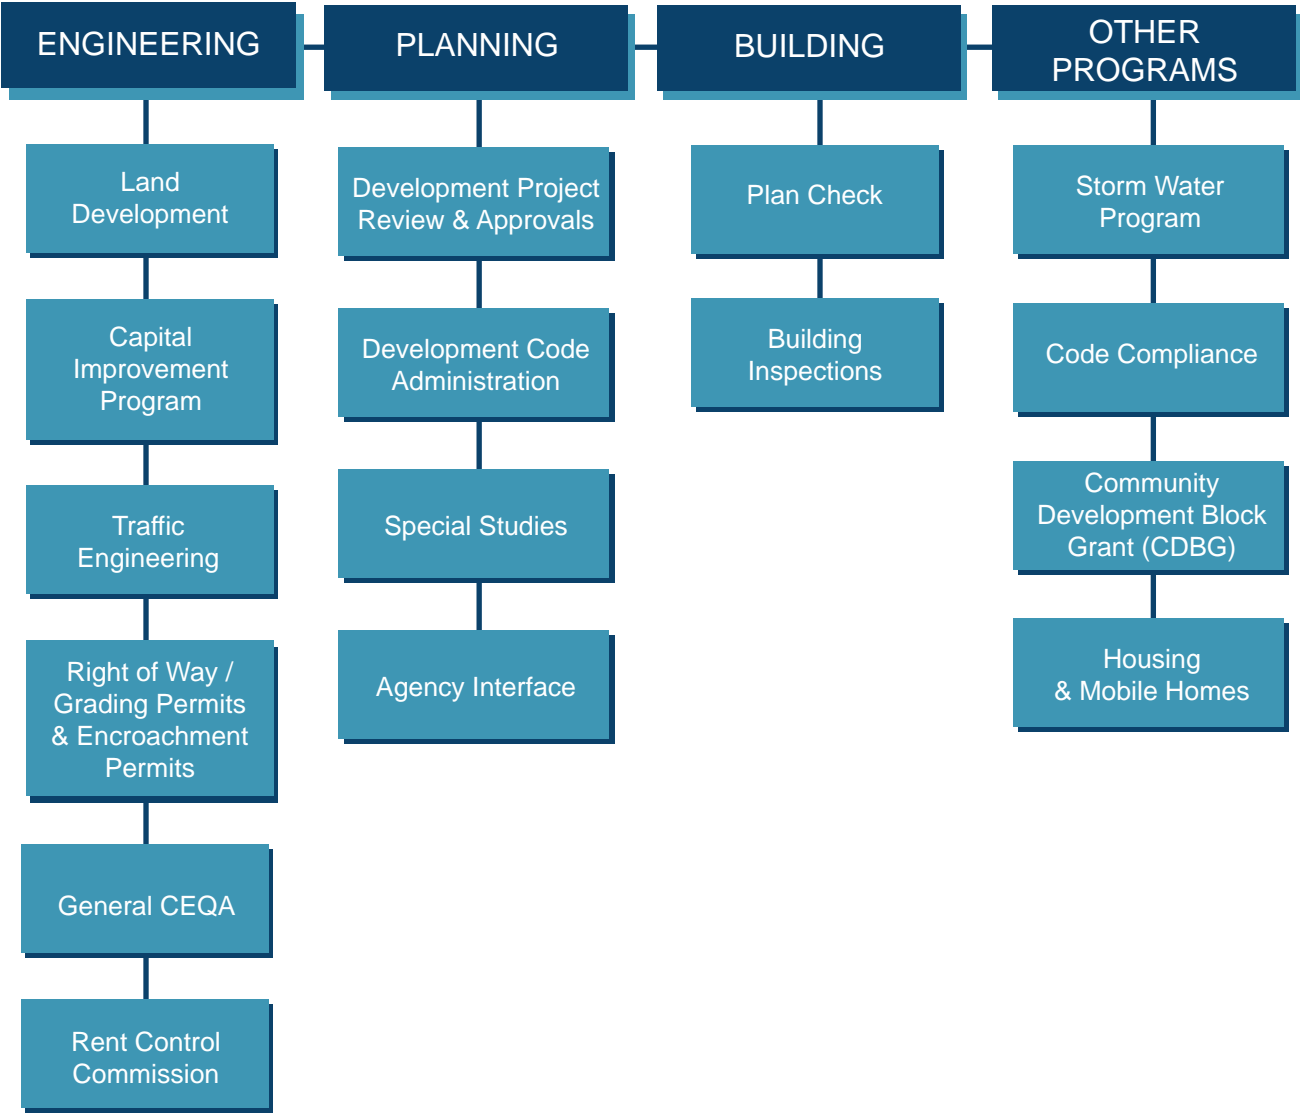 ENGINEERING
Land
Development
Capital
Improvement
Program
Traffic
Engineering
Right of Way /
Grading Permits
& Encroachment
Permits
General CEQA
Rent Control
Commission
PLANNING
Development Project
Review & Approvals
Development Code
Administration
Special Studies
Agency Interface
BUILDING
Plan Check
Building
Inspections
OTHER
PROGRAMS
Storm Water
Program
Code Compliance
Community
Development Block
Grant (CDBG)
Housing
& Mobile Homes